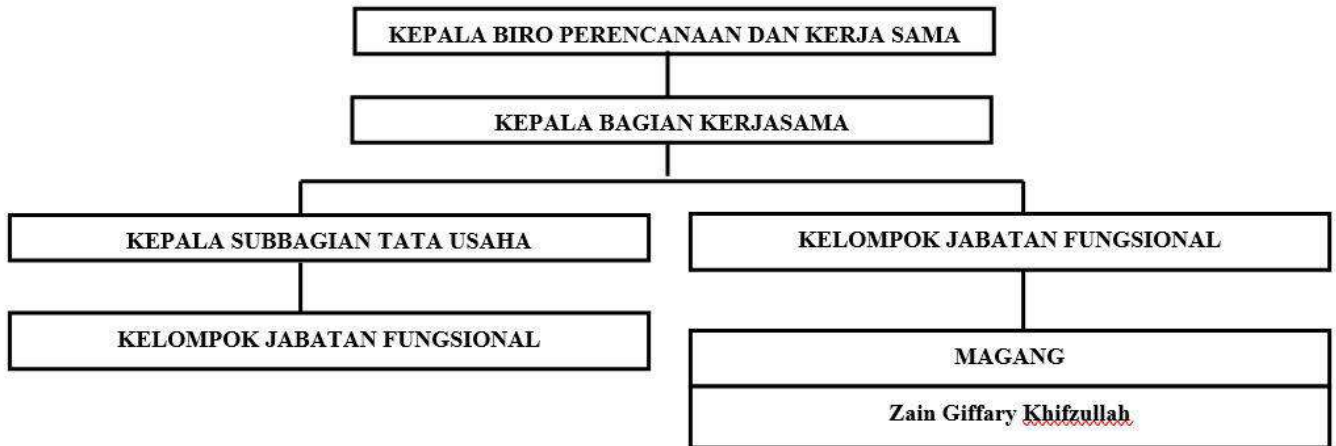 KEPALA BIRO PERENCANAAN DAN KERJA SAMA
KEPALA BAGIAN KERJASAMA
KEPALA SUBBAGIAN TATA USAHA
KELOMPOK JABATAN FUNGSIONAL
KELOMPOK JABATAN FUNGSIONAL
MAGANG
Zain Giffary Khifzullah